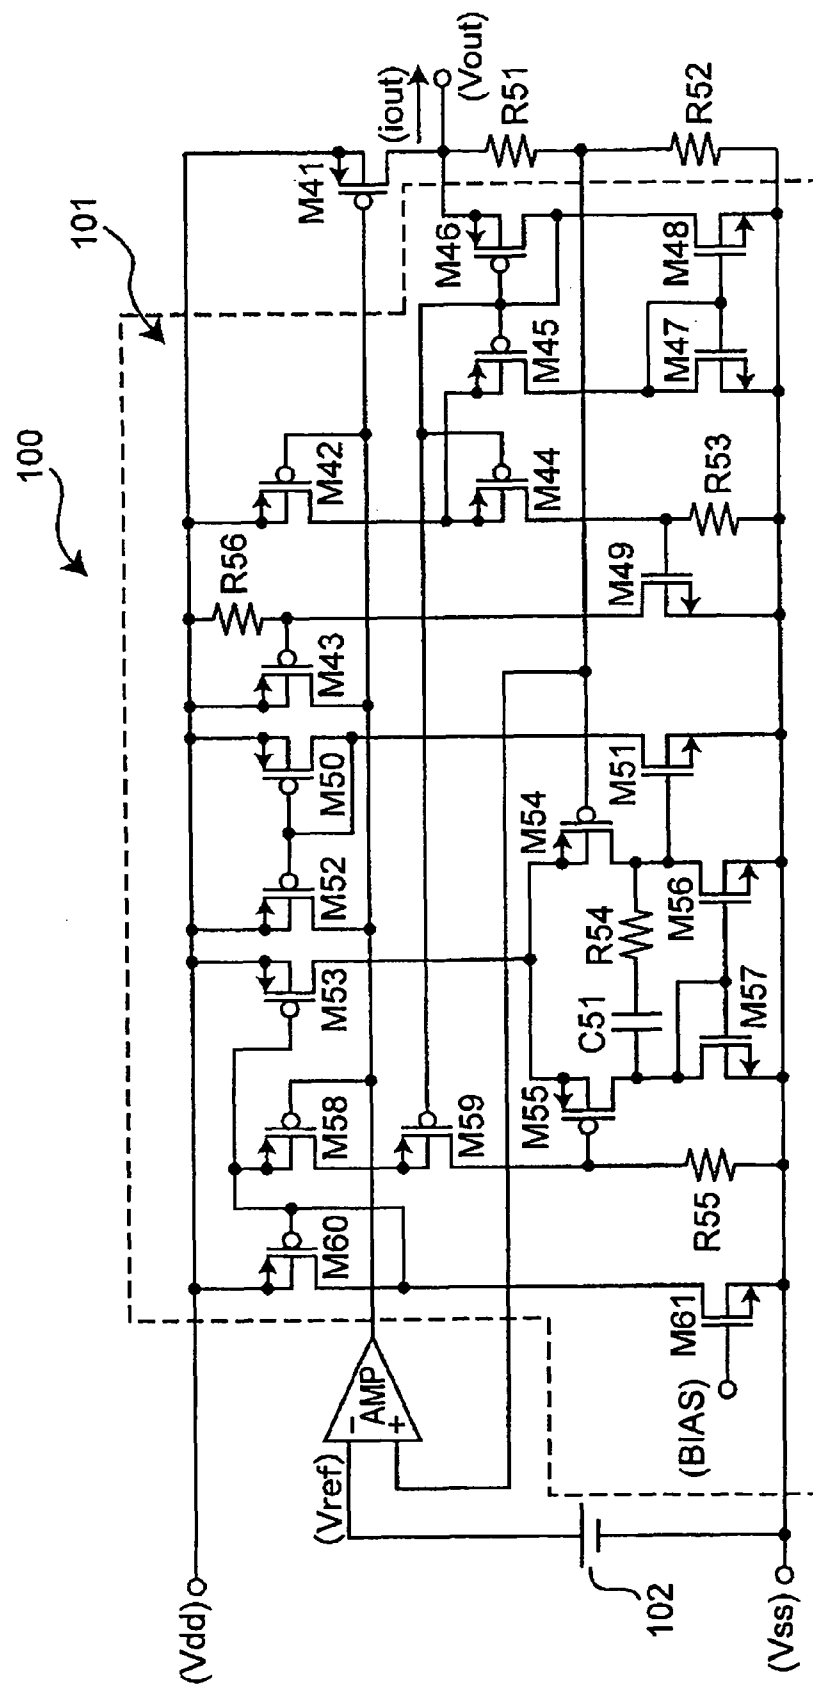 100
101
(Vdd)
(Vref)
AMP
−
+
102
(Vss)
(BIAS)
M61
M60
M58
M59
R55
M53
M55
C51
R54
M57
M56
M52
M50
M54
M51
M43
R56
M49
M42
M44
R53
M45
M47
M46
M48
M41
(iout)
(Vout)
R51
R52